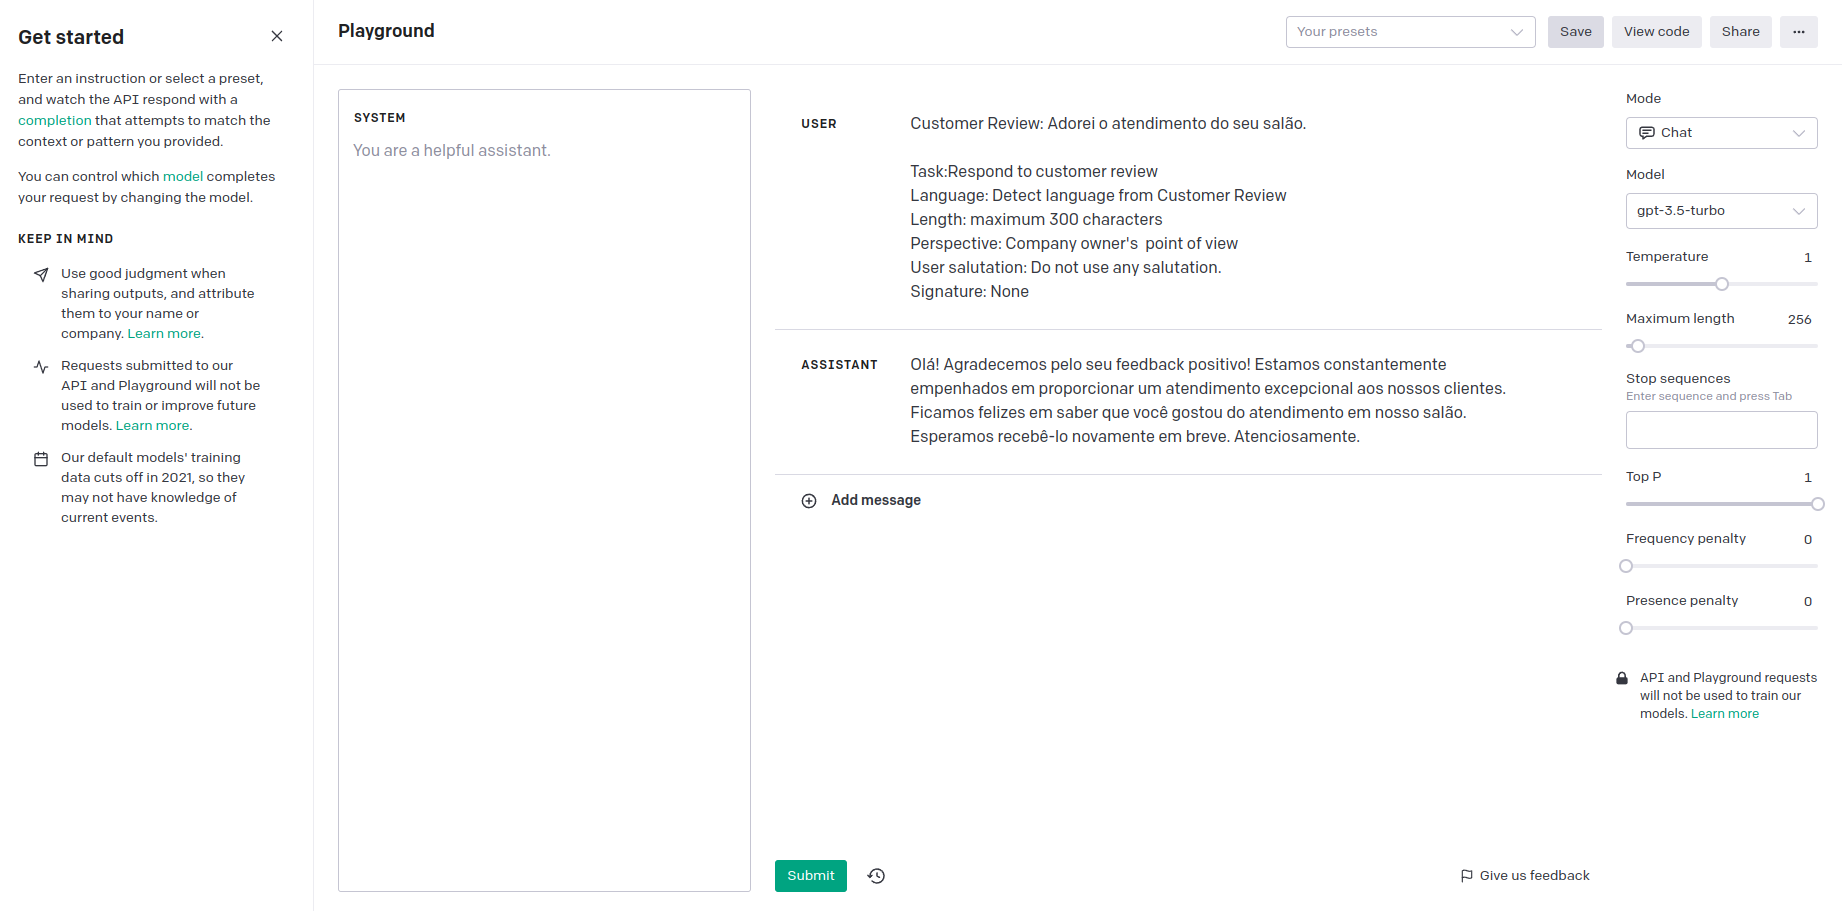 Get started
Enter an instruction or select a preset,
and watch the API respond with a
completion that attempts to match the
context or pattern you provided.
You can control which model completes
your request by changing the model.
KEEP IN MIND
Use good judgment when
sharing outputs, and attribute
them to your name or
company. Learn more.
Requests submitted to our
API and Playground will not be
used to train or improve future
models. Learn more.
Our default models' training
data cuts off in 2021, so they
may not have knowledge of
current events.
Playground
Your presets
Save
View code
Share
...
SYSTEM
You are a helpful assistant.
USER
Customer Review: Adorei o atendimento do seu salão.
Task:Respond to customer review
Language: Detect language from Customer Review
Length: maximum 300 characters
Perspective: Company owner's  point of view
User salutation: Do not use any salutation.
Signature: None
ASSISTANT
Olá! Agradecemos pelo seu feedback positivo! Estamos constantemente
empenhados em proporcionar um atendimento excepcional aos nossos clientes.
Ficamos felizes em saber que você gostou do atendimento em nosso salão.
Esperamos recebê-lo novamente em breve. Atenciosamente.
Add message
Submit
Give us feedback
Mode
Chat
Model
gpt-3.5-turbo
Temperature 1
Maximum length 256
Stop sequences
Enter sequence and press Tab
Top P 1
Frequency penalty 0
Presence penalty 0
API and Playground requests
will not be used to train our
models. Learn more